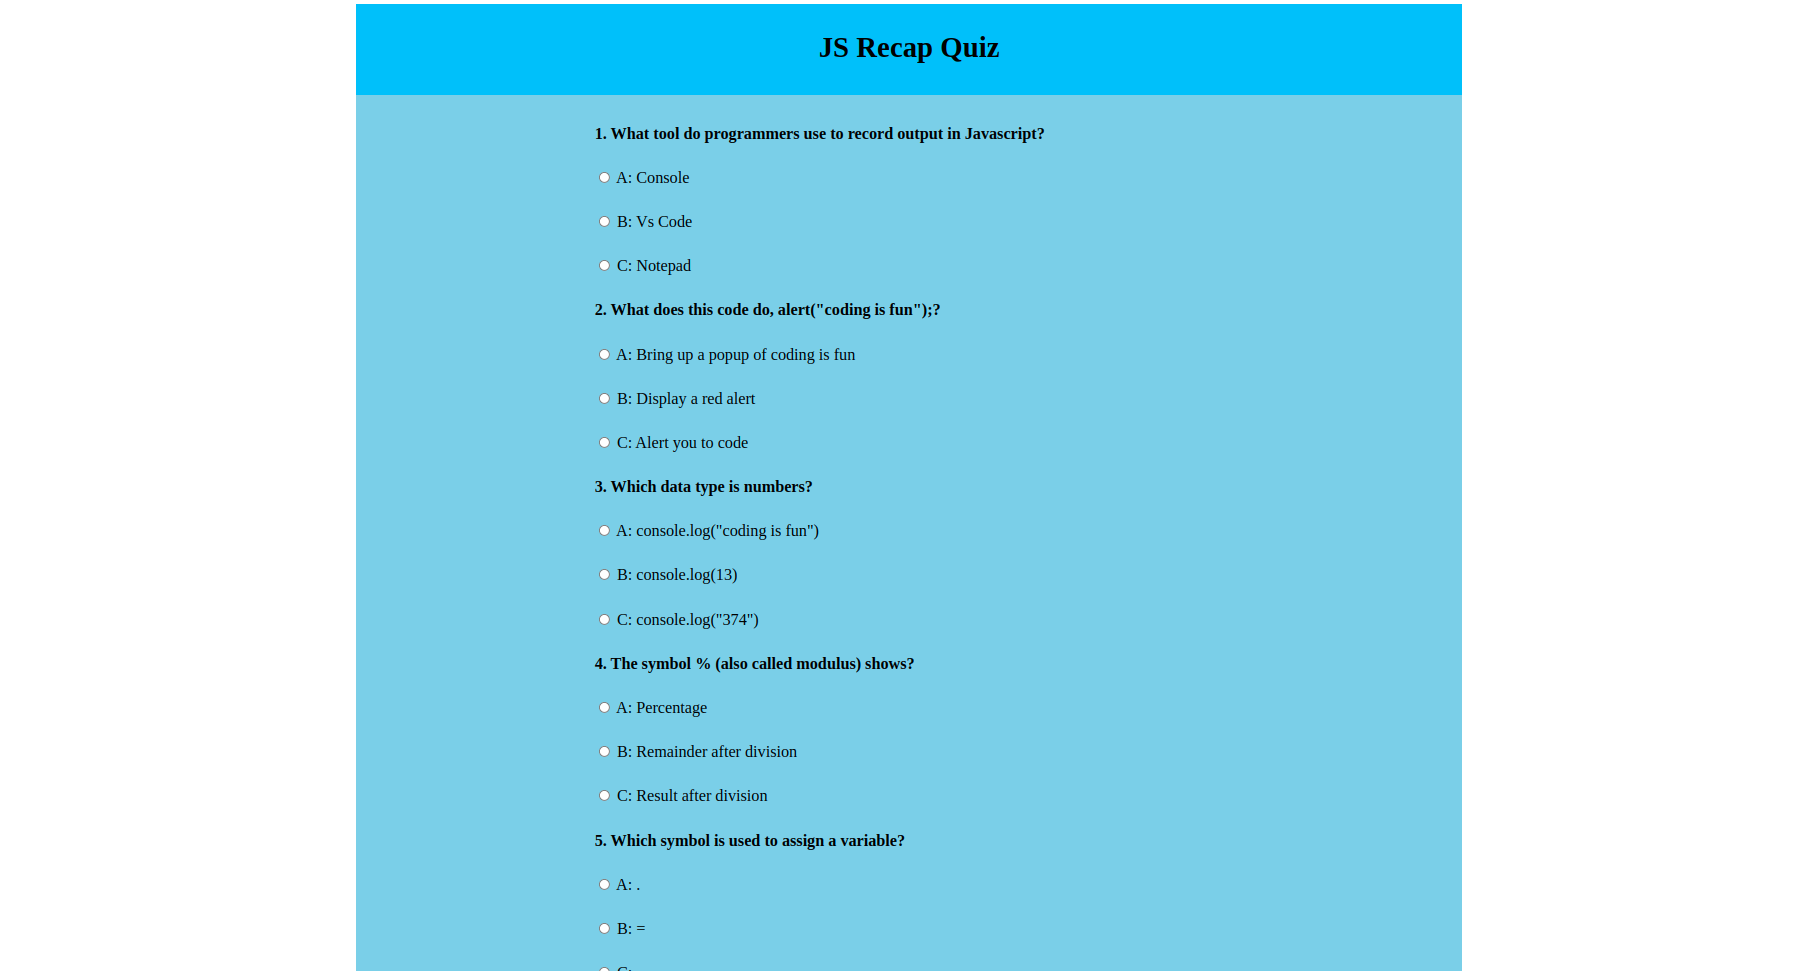 JS Recap Quiz
1. What tool do programmers use to record output in Javascript?
A: Console
B: Vs Code
C: Notepad
2. What does this code do, alert("coding is fun");?
A: Bring up a popup of coding is fun
B: Display a red alert
C: Alert you to code
3. Which data type is numbers?
A: console.log("coding is fun")
B: console.log(13)
C: console.log("374")
4. The symbol % (also called modulus) shows?
A: Percentage
B: Remainder after division
C: Result after division
5. Which symbol is used to assign a variable?
A: .
B: =